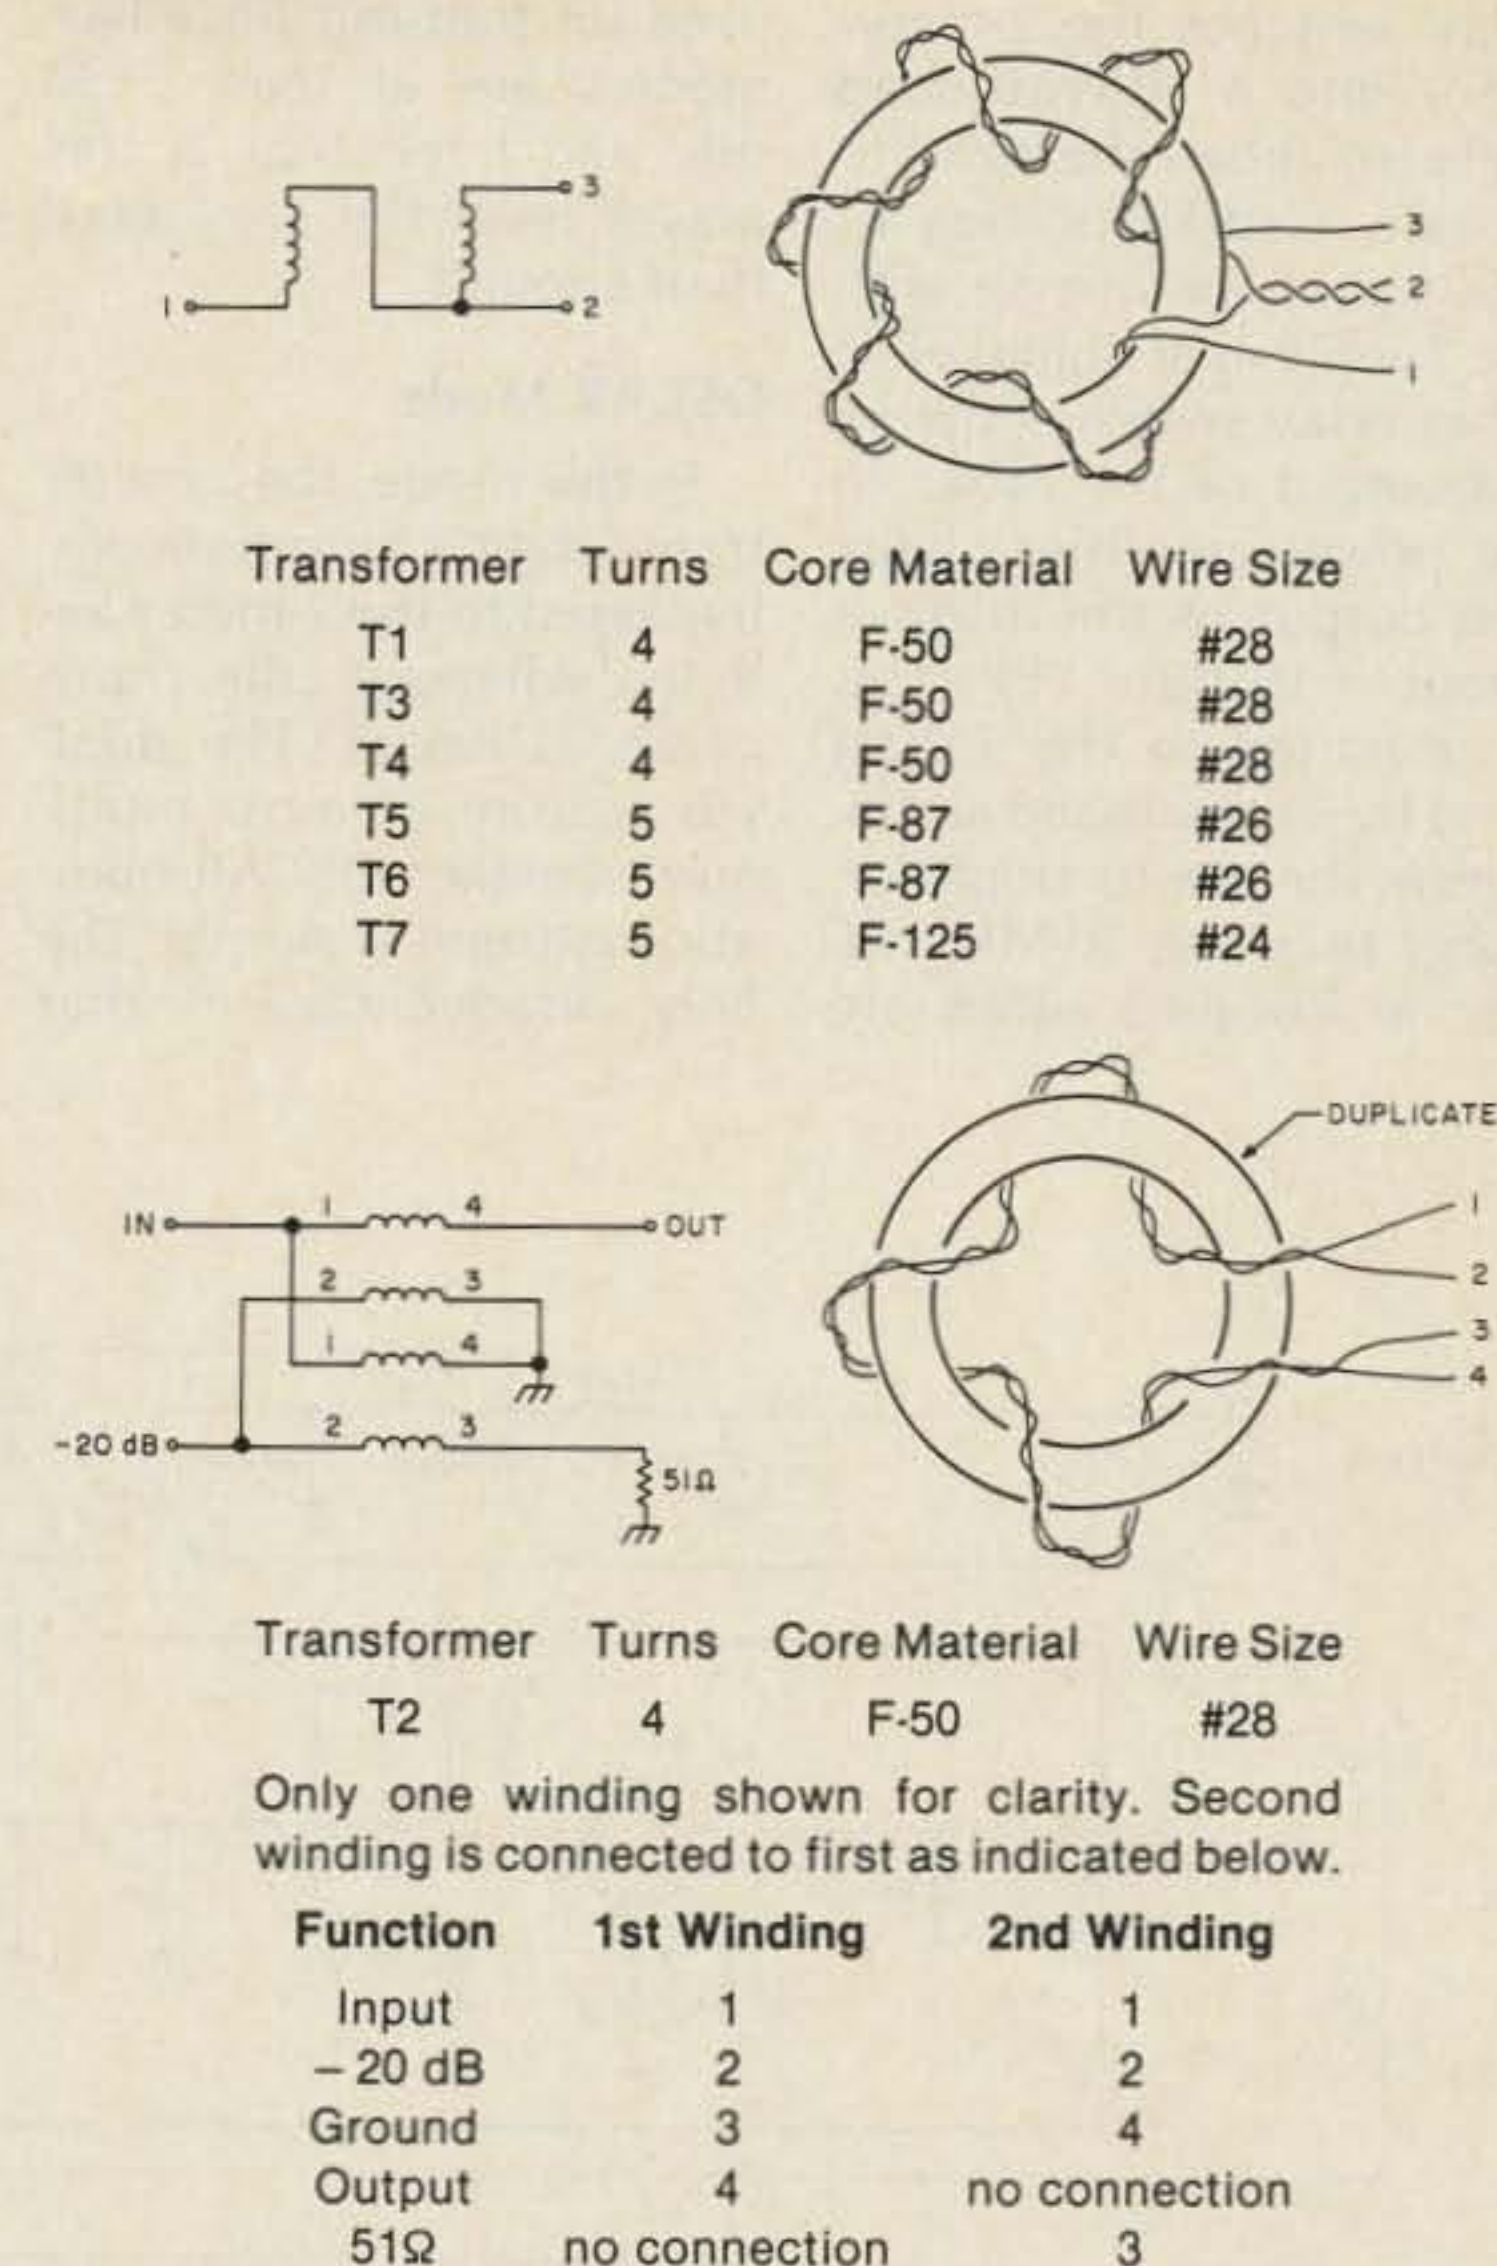 3
1
2
3
2
1
Transformer Turns Core Material Wire Size
T1 4 F-50 #28
T3 4 F-50 #28
T4 4 F-50 #28
T5 5 F-87 #26
T6 5 F-87 #26
T7 5 F-125 #24
DUPLICATE
IN 1 4 OUT
2 3
1 4
-20 dB 2 3
51Ω
1
2
3
4
Transformer Turns Core Material Wire Size
T2 4 F-50 #28
Only one winding shown for clarity. Second
winding is connected to first as indicated below.
Function 1st Winding 2nd Winding
Input 1 1
– 20 dB 2 2
Ground 3 4
Output 4 no connection
51Ω no connection 3